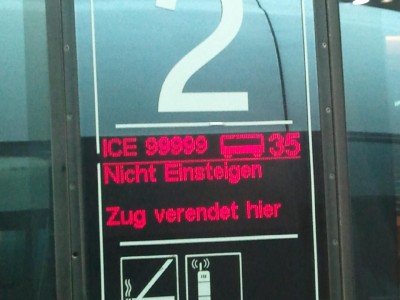 2
ICE 99999 35
Nicht Einsteigen
Zug verendet hier